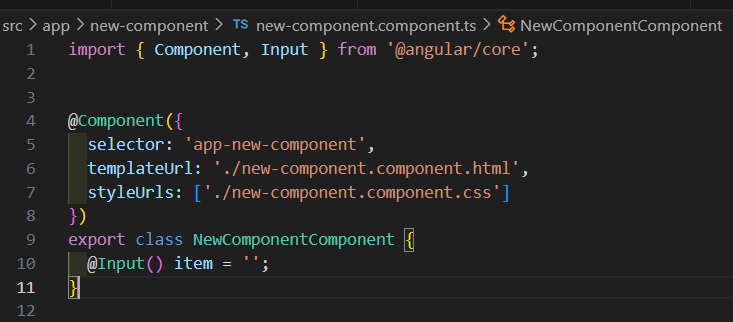 src > app > new-component > TS new-component.component.ts > NewComponentComponent
1 import { Component, Input } from '@angular/core';
2
3
4 @Component({
5   selector: 'app-new-component',
6   templateUrl: './new-component.component.html',
7   styleUrls: ['./new-component.component.css']
8 })
9 export class NewComponentComponent {
10   @Input() item = '';
11 }
12